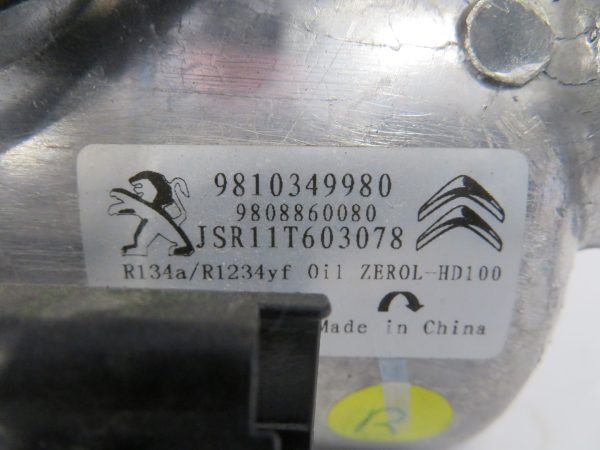 9810349980
9808860080
JSR11T603078
R134a/R1234yf Oil ZEROL-HD100
Made in China
R